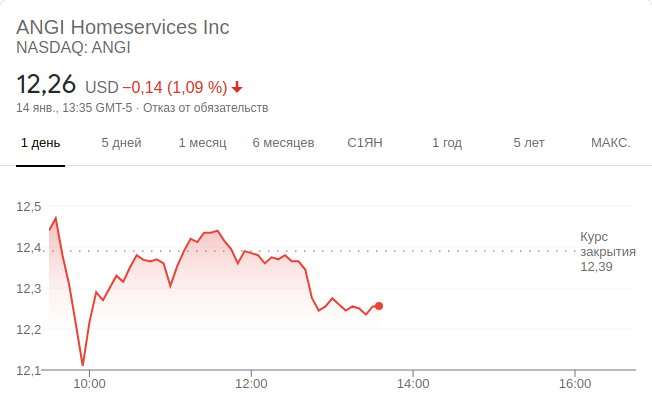 ANGI Homeservices Inc
NASDAQ: ANGI
12,26 USD −0,14 (1,09 %)
14 янв., 13:35 GMT-5 · Отказ от обязательств
1 день 5 дней 1 месяц 6 месяцев С1ЯН 1 год 5 лет МАКС.
12,5
12,4
12,3
12,2
12,1
Курс
закрытия
12,39
10:00 12:00 14:00 16:00